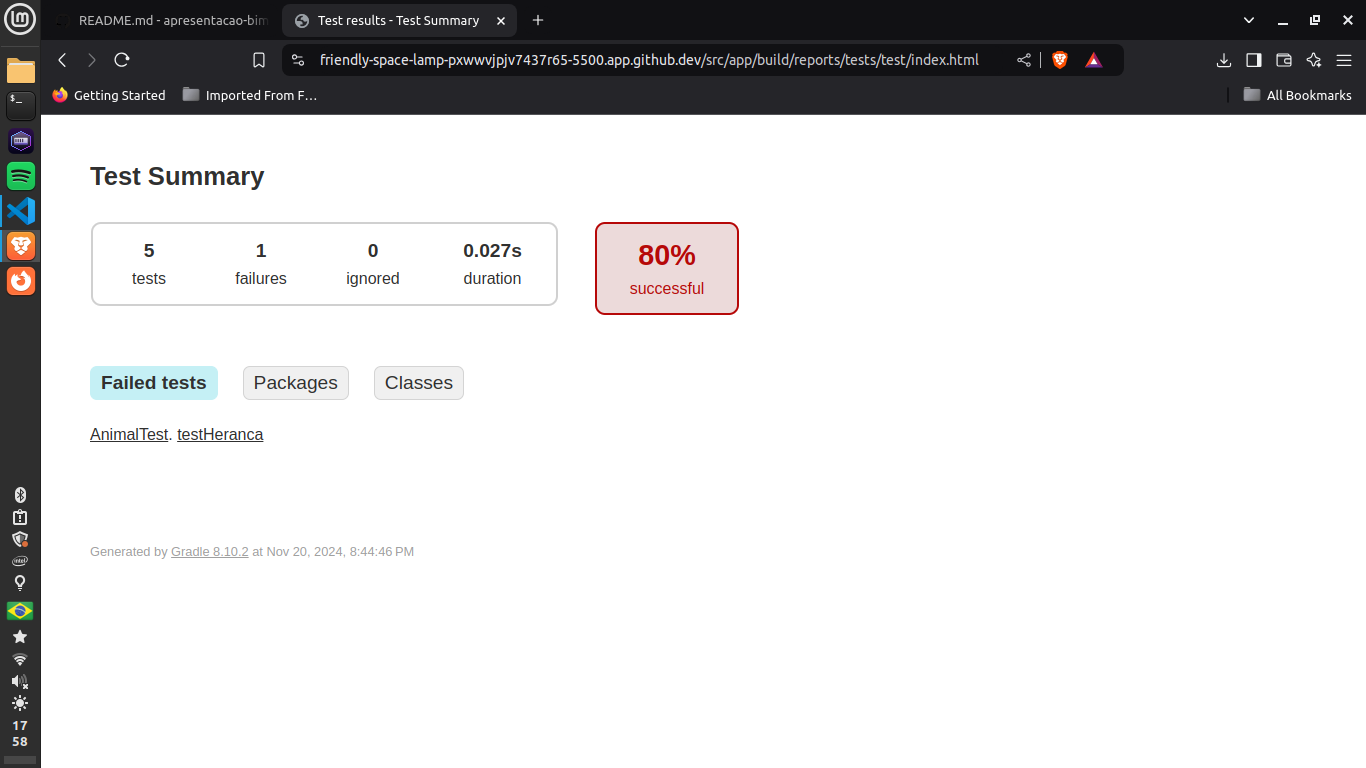 README.md - apresentacao-bim
Test results - Test Summary
friendly-space-lamp-pxwwvjpjv7437r65-5500.app.github.dev/src/app/build/reports/tests/test/index.html
Getting Started
Imported From F…
All Bookmarks
Test Summary
5 1 0 0.027s
tests failures ignored duration
80%
successful
Failed tests Packages Classes
AnimalTest. testHeranca
Generated by Gradle 8.10.2 at Nov 20, 2024, 8:44:46 PM
17
58